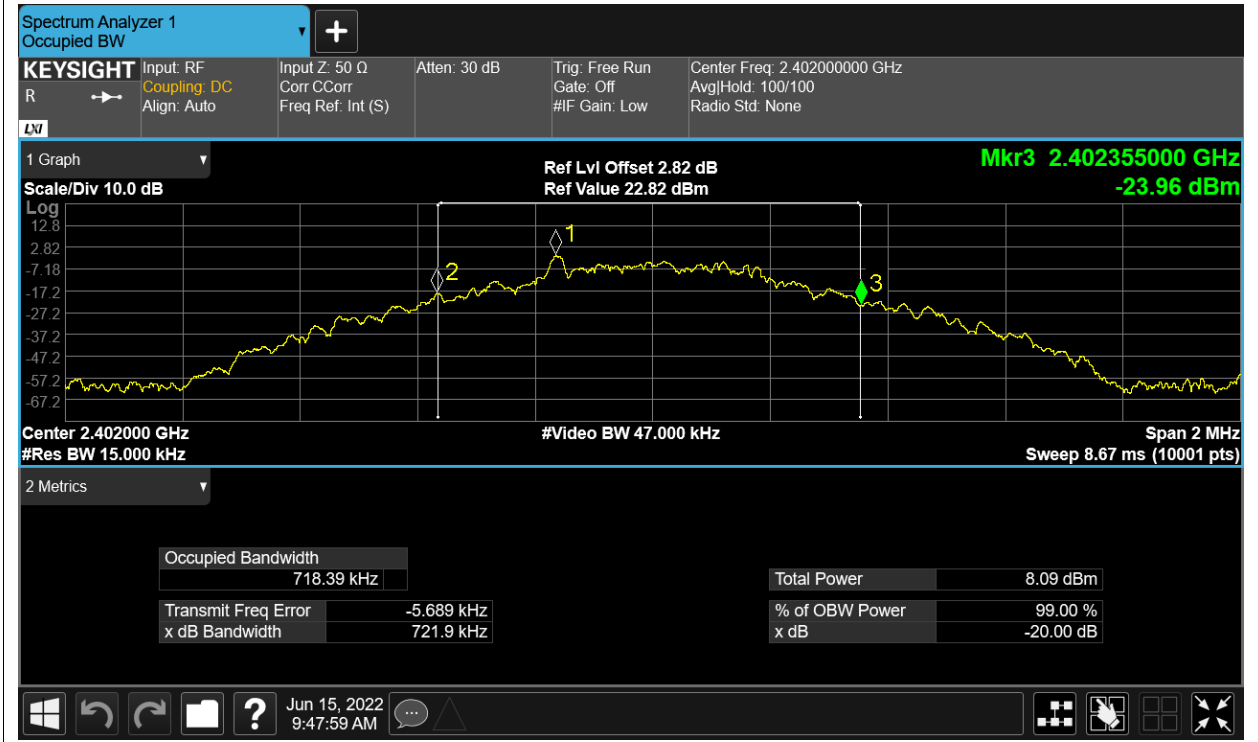 Spectrum Analyzer 1
Occupied BW
KEYSIGHT
R
LXI
Input: RF
Coupling: DC
Align: Auto
Input Z: 50 Ω
Corr CCorr
Freq Ref: Int (S)
Atten: 30 dB
Trig: Free Run
Gate: Off
#IF Gain: Low
Center Freq: 2.402000000 GHz
Avg|Hold: 100/100
Radio Std: None
1 Graph
Scale/Div 10.0 dB
Ref Lvl Offset 2.82 dB
Ref Value 22.82 dBm
Mkr3 2.402355000 GHz
-23.96 dBm
Log
12.8
2.82
-7.18
-17.2
-27.2
-37.2
-47.2
-57.2
-67.2
1
2
3
Center 2.402000 GHz
#Video BW 47.000 kHz
Span 2 MHz
#Res BW 15.000 kHz
Sweep 8.67 ms (10001 pts)
2 Metrics
Occupied Bandwidth
718.39 kHz
Total Power 8.09 dBm
Transmit Freq Error -5.689 kHz
% of OBW Power 99.00 %
x dB Bandwidth 721.9 kHz
x dB -20.00 dB
?
Jun 15, 2022
9:47:59 AM